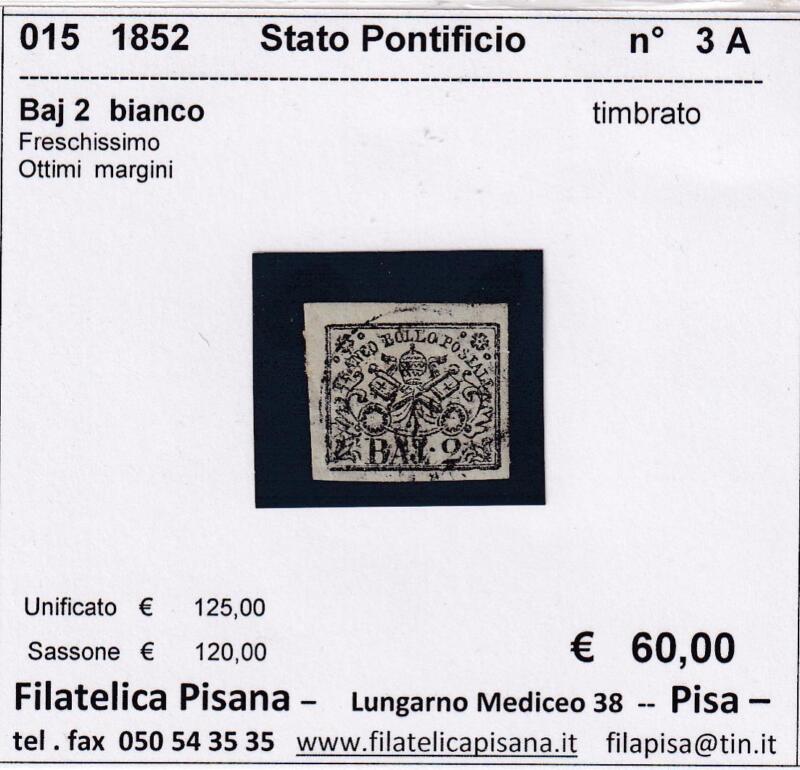 015 1852 Stato Pontificio n° 3 A
Baj 2 bianco timbrato
Freschissimo
Ottimi margini
FRANCO BOLLO POSTALE
BAJ. 2
Unificato € 125,00
Sassone € 120,00 € 60,00
Filatelica Pisana – Lungarno Mediceo 38 -- Pisa –
tel . fax 050 54 35 35 www.filatelicapisana.it filapisa@tin.it